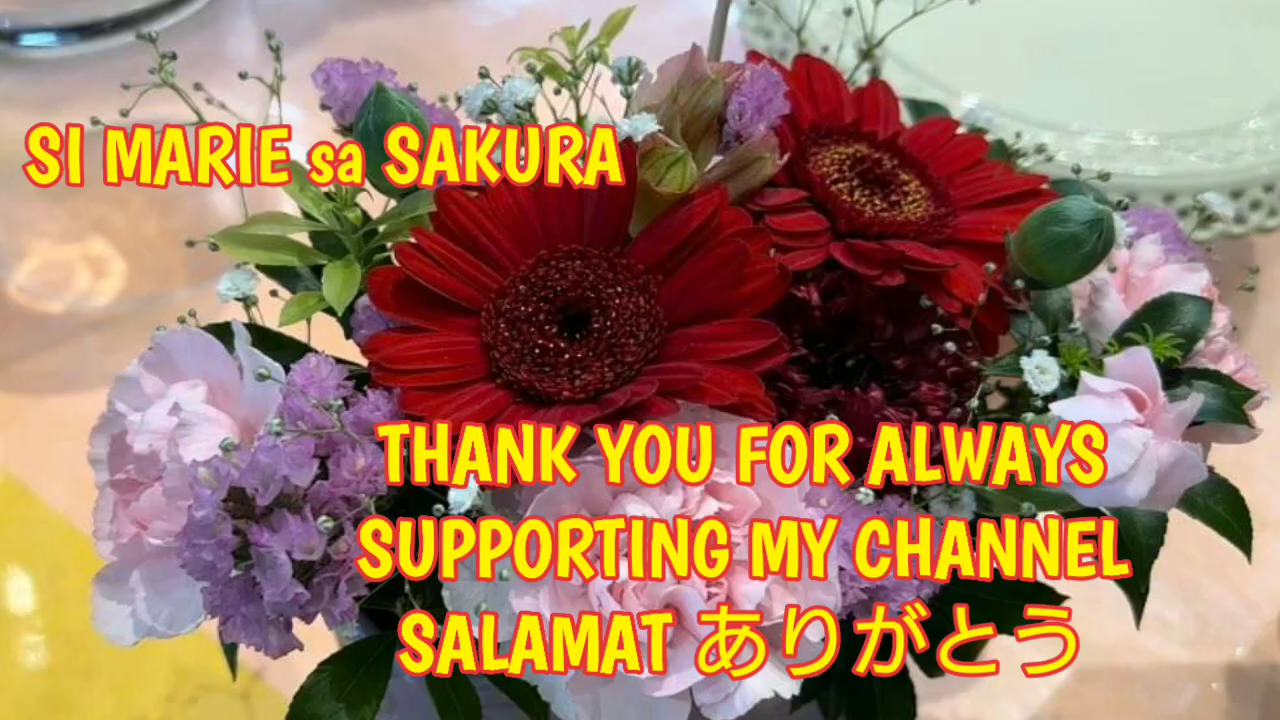 SI MARIE sa SAKURA
THANK YOU FOR ALWAYS
SUPPORTING MY CHANNEL
SALAMAT ありがとう